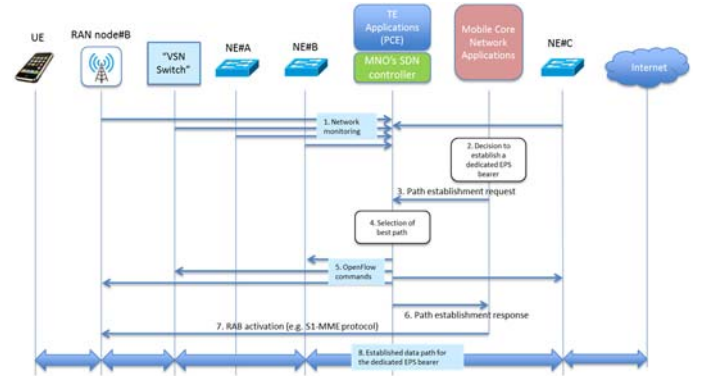 UE
RAN node#B
"VSN
Switch"
NE#A
NE#B
TE
Applications
(PCE)
MNO's SDN
controller
Mobile Core
Network
Applications
NE#C
Internet
1. Network
monitoring
2. Decision to
establish a
dedicated EPS
bearer
3. Path establishment request
4. Selection of
best path
5. OpenFlow
commands
6. Path establishment response
7. RAB activation (e.g. S1-MME protocol)
8. Established data path for
the dedicated EPS bearer